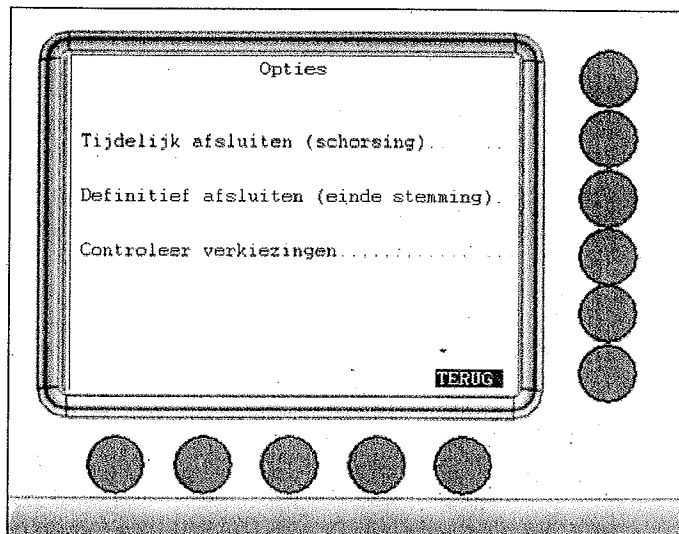 Opties
Tijdelijk afsluiten (schorsing)..  ..
Definitief afsluiten (einde stemming).
Controleer verkiezingen..............
TERUG